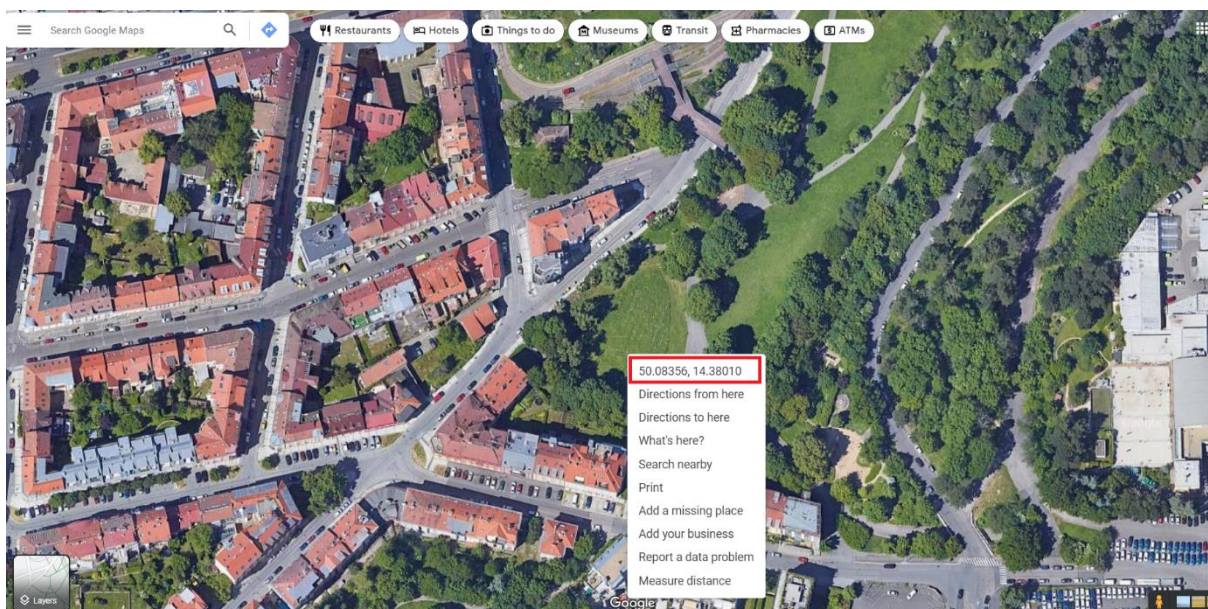 Search Google Maps
Restaurants
Hotels
Things to do
Museums
Transit
Pharmacies
ATMs
50.08356, 14.38010
Directions from here
Directions to here
What's here?
Search nearby
Print
Add a missing place
Add your business
Report a data problem
Measure distance
Layers
Google